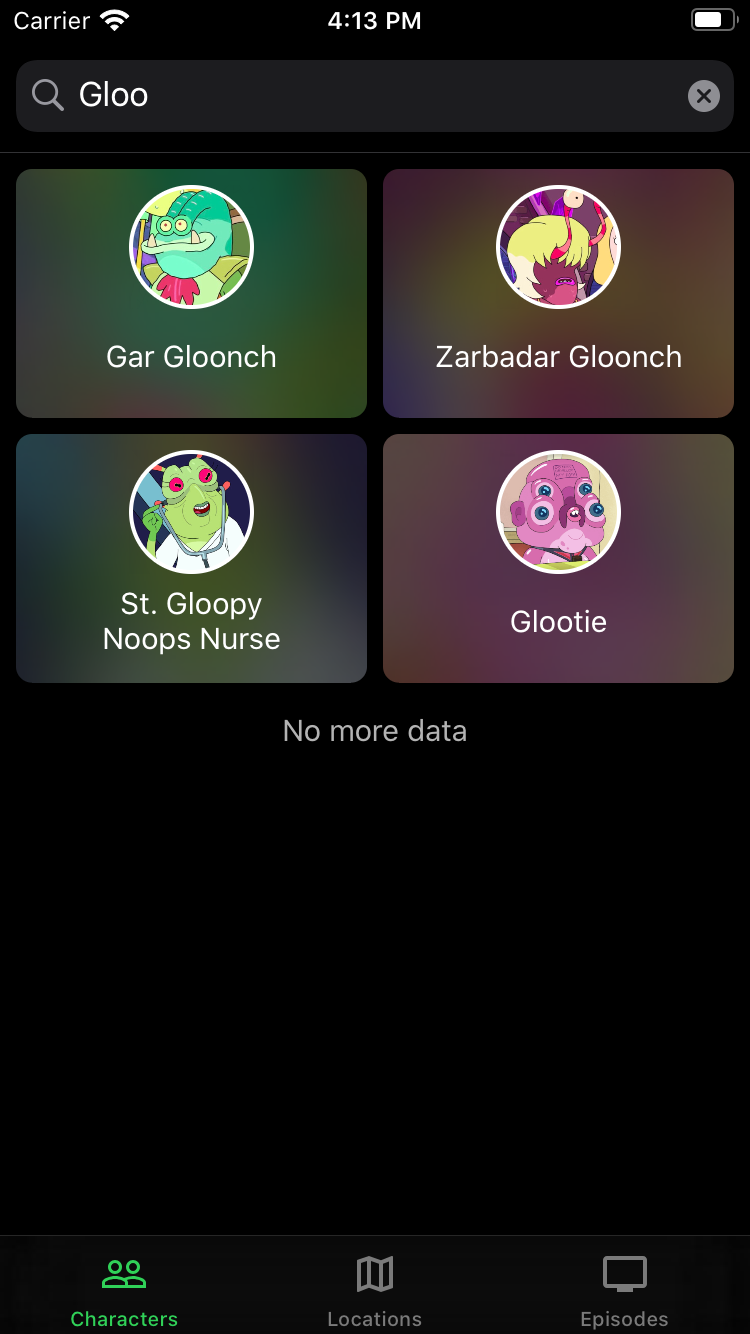 Carrier 4:13 PM
Gloo
Gar Gloonch
Zarbadar Gloonch
St. Gloopy
Noops Nurse
Glootie
No more data
Characters Locations Episodes